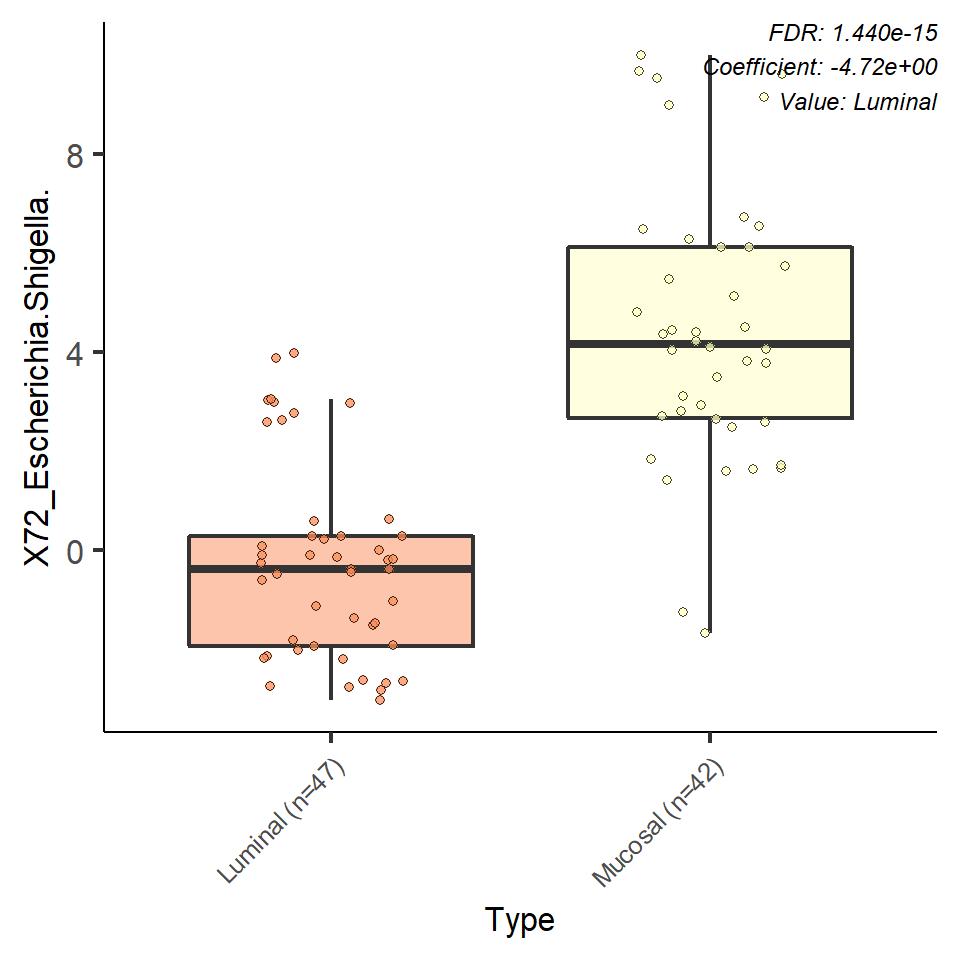 FDR: 1.440e-15
Coefficient: -4.72e+00
Value: Luminal
X72_Escherichia.Shigella.
8
4
0
Luminal (n=47)
Mucosal (n=42)
Type